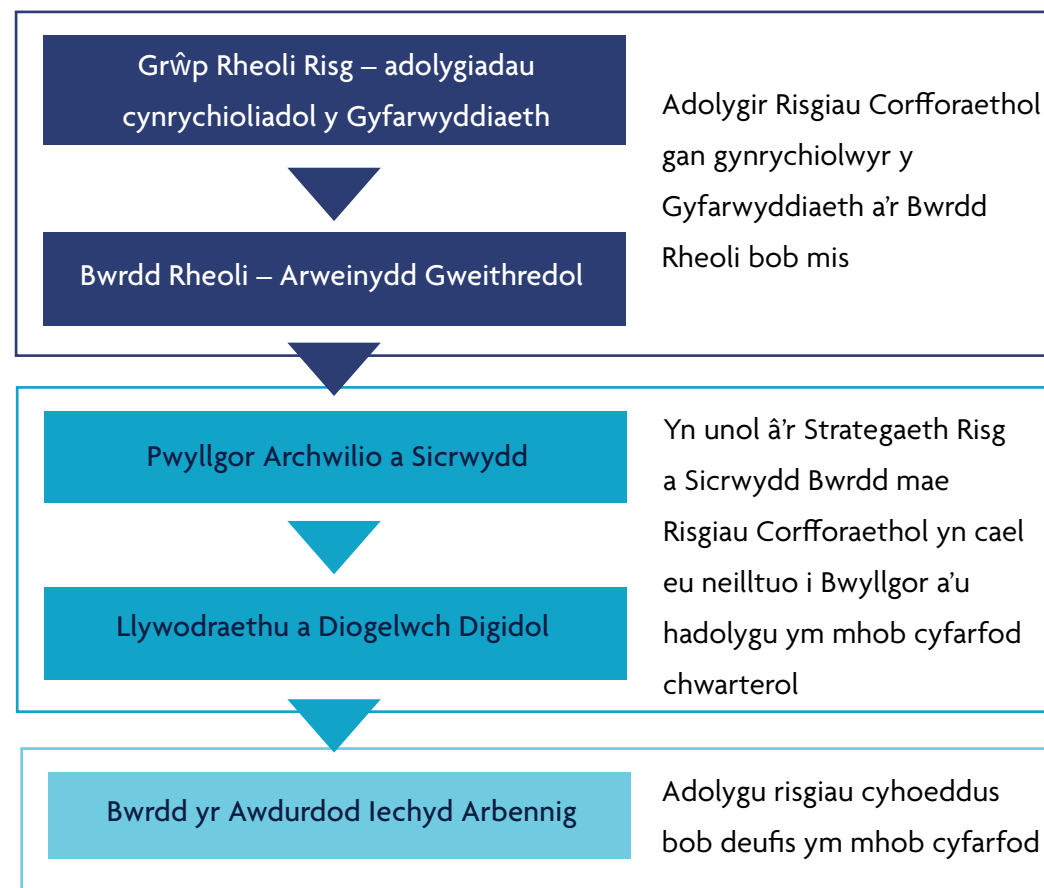 Grŵp Rheoli Risg – adolygiadau
cynrychioliadol y Gyfarwyddiaeth
Bwrdd Rheoli – Arweinydd Gweithredol
Adolygir Risgiau Corfforaethol
gan gynrychiolwyr y
Gyfarwyddiaeth a’r Bwrdd
Rheoli bob mis
Pwyllgor Archwilio a Sicrwydd
Llywodraethu a Diogelwch Digidol
Yn unol â’r Strategaeth Risg
a Sicrwydd Bwrdd mae
Risgiau Corfforaethol yn cael
eu neilltuo i Bwyllgor a’u
hadolygu ym mhob cyfarfod
chwarterol
Bwrdd yr Awdurdod Iechyd Arbennig
Adolygu risgiau cyhoeddus
bob deufis ym mhob cyfarfod